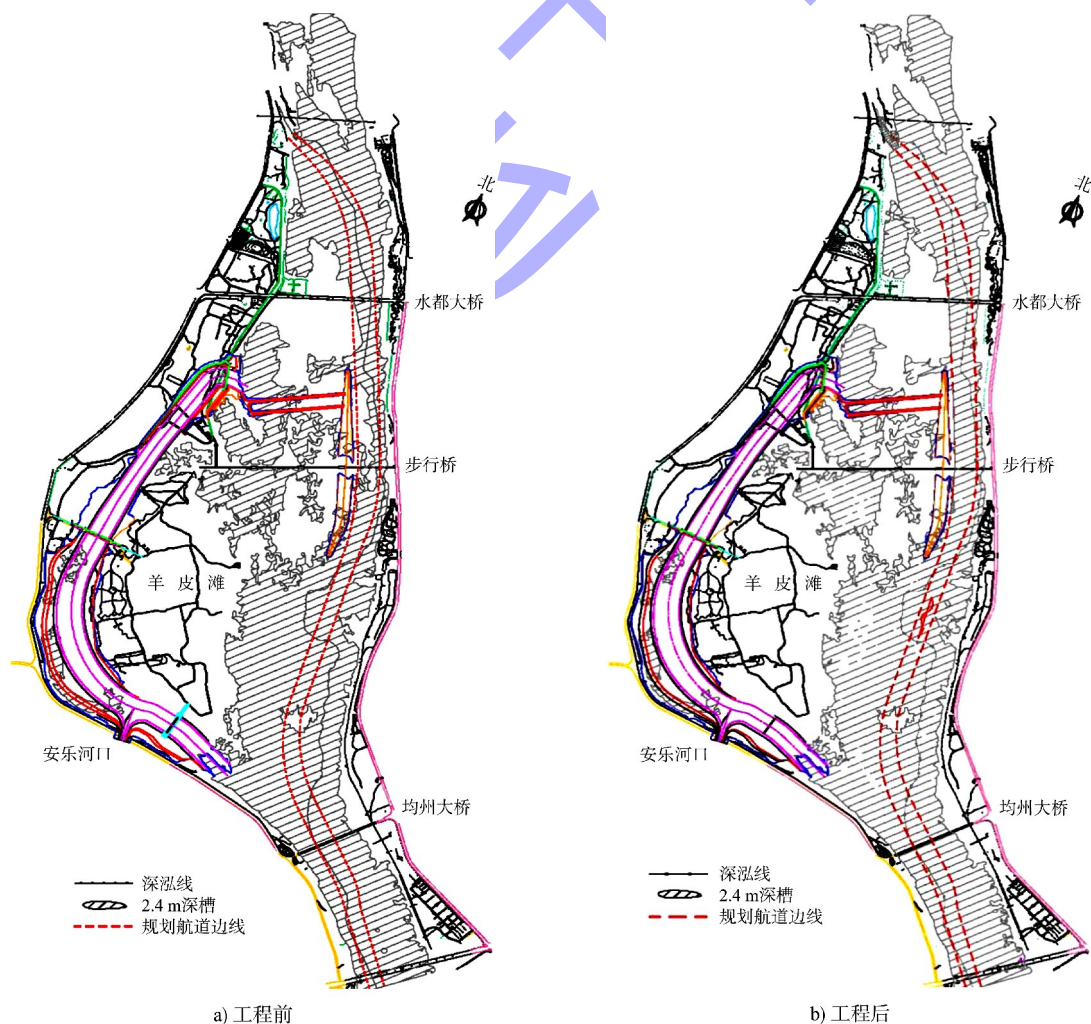 北
水都大桥
步行桥
羊皮滩
安乐河口
均州大桥
深泓线
2.4 m深槽
规划航道边线
a) 工程前
北
水都大桥
步行桥
羊皮滩
安乐河口
均州大桥
深泓线
2.4 m深槽
规划航道边线
b) 工程后